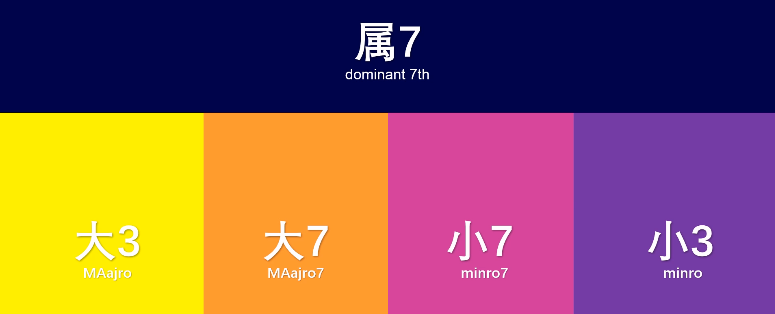 属7
dominant 7th
大3
MAajro
大7
MAajro7
小7
minro7
小3
minro